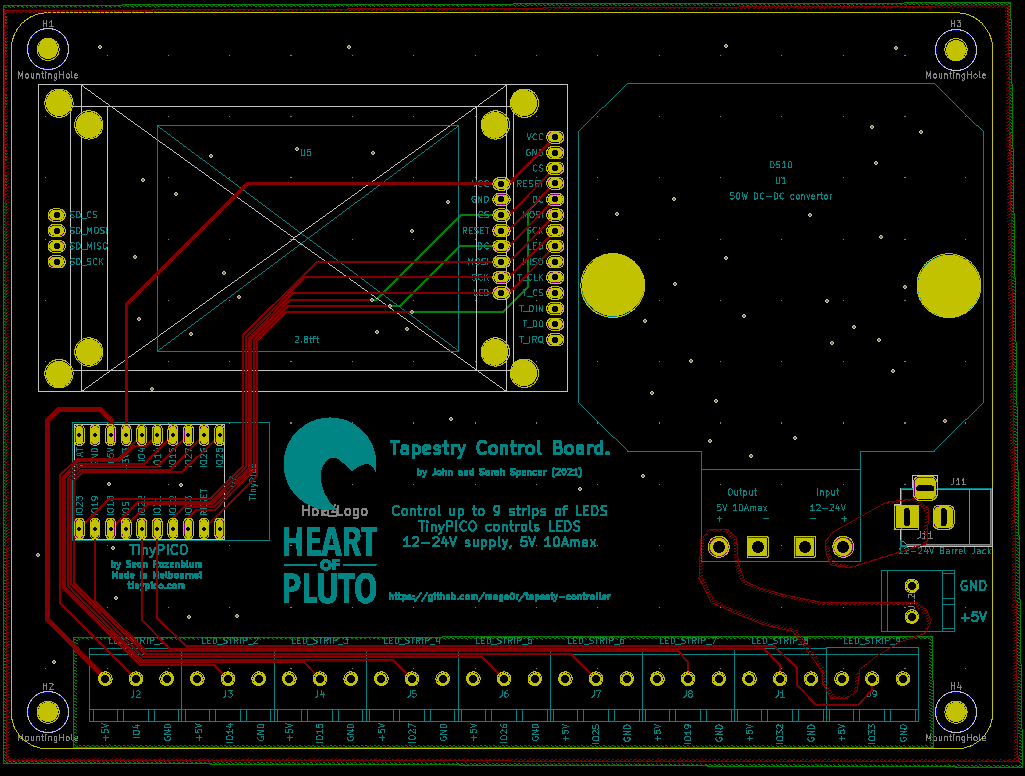 H1
MountingHole
H3
MountingHole
U5
2.8tft
SD_CS
SD_MOSI
SD_MISO
SD_SCK
GND
CS
RESET
DC
MOSI
SCK
LED
VCC
GND
CS
RESET
DC
MOSI
SCK
LED
MISO
T_CLK
T_CS
T_DIN
T_DO
T_IRQ
D510
U1
50W DC-DC convertor
Output
5V 10Amax
+ -
Input
12-24V
- +
J11
J11
12-24V Barrel Jack
GND
+5V
TinyPico
TinyPICO
by Seon Rozenblum
Made in Melbourne!
tinypico.com
Tapestry Control Board.
by John and Sarah Spencer (2021)
Control up to 9 strips of LEDS
TinyPICO controls LEDS
12-24V supply, 5V 10Amax
https://github.com/mage0r/tapesty-controller
HEART
OF
PLUTO
LED_STRIP_1
LED_STRIP_2
LED_STRIP_3
LED_STRIP_4
LED_STRIP_5
LED_STRIP_6
LED_STRIP_7
LED_STRIP_8
LED_STRIP_9
J2
J3
J4
J5
J6
J7
J8
J1
J9
+5V
IO4
GND
+5V
IO14
GND
+5V
IO15
GND
+5V
IO27
GND
+5V
IO26
GND
+5V
IO25
GND
+5V
IO19
GND
+5V
IO32
GND
+5V
IO33
GND
H2
MountingHole
H4
MountingHole